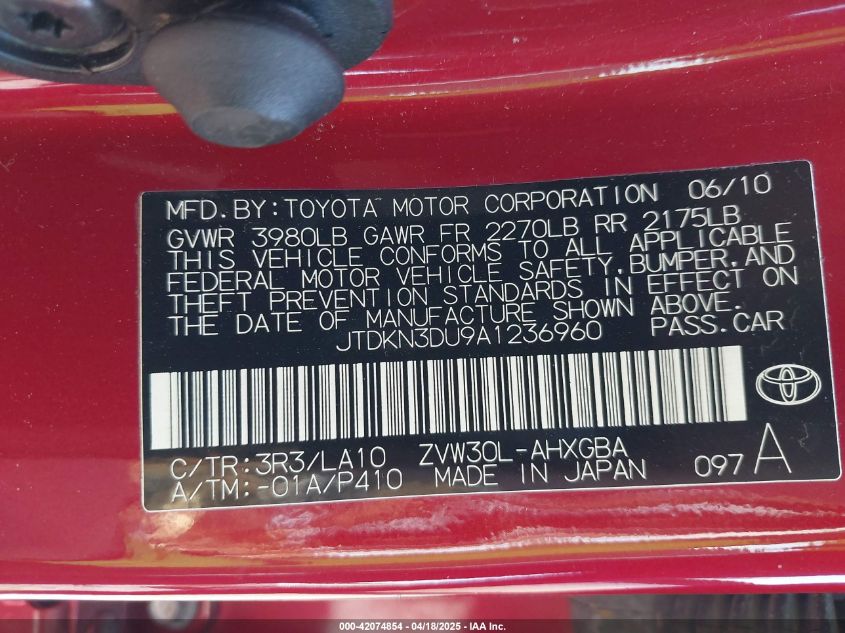 MFD.BY:TOYOTA MOTOR CORPORATION 06/10
GVWR 3980LB GAWR FR 2270LB RR 2175LB
THIS VEHICLE CONFORMS TO ALL APPLICABLE
FEDERAL MOTOR VEHICLE SAFETY,BUMPER,AND
THEFT PREVENTION STANDARDS IN EFFECT ON
THE DATE OF MANUFACTURE SHOWN ABOVE.
JTDKN3DU9A1236960 PASS.CAR
C/TR:3R3/LA10 ZVW30L-AHXGBA
A/TM:-01A/P410 MADE IN JAPAN 097 A
000-42074854 - 04/18/2025 - IAA Inc.